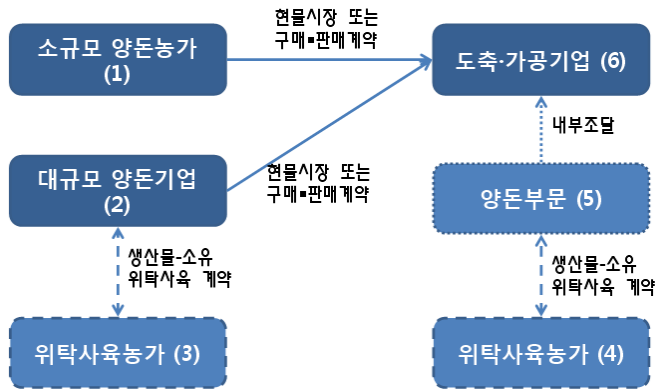 현물시장 또는
구매▪판매계약
소규모 양돈농가
(1)
도축·가공기업 (6)
내부조달
대규모 양돈기업
(2)
현물시장 또는
구매▪판매계약
양돈부문 (5)
생산물-소유
위탁사육 계약
생산물-소유
위탁사육 계약
위탁사육농가 (3)
위탁사육농가 (4)